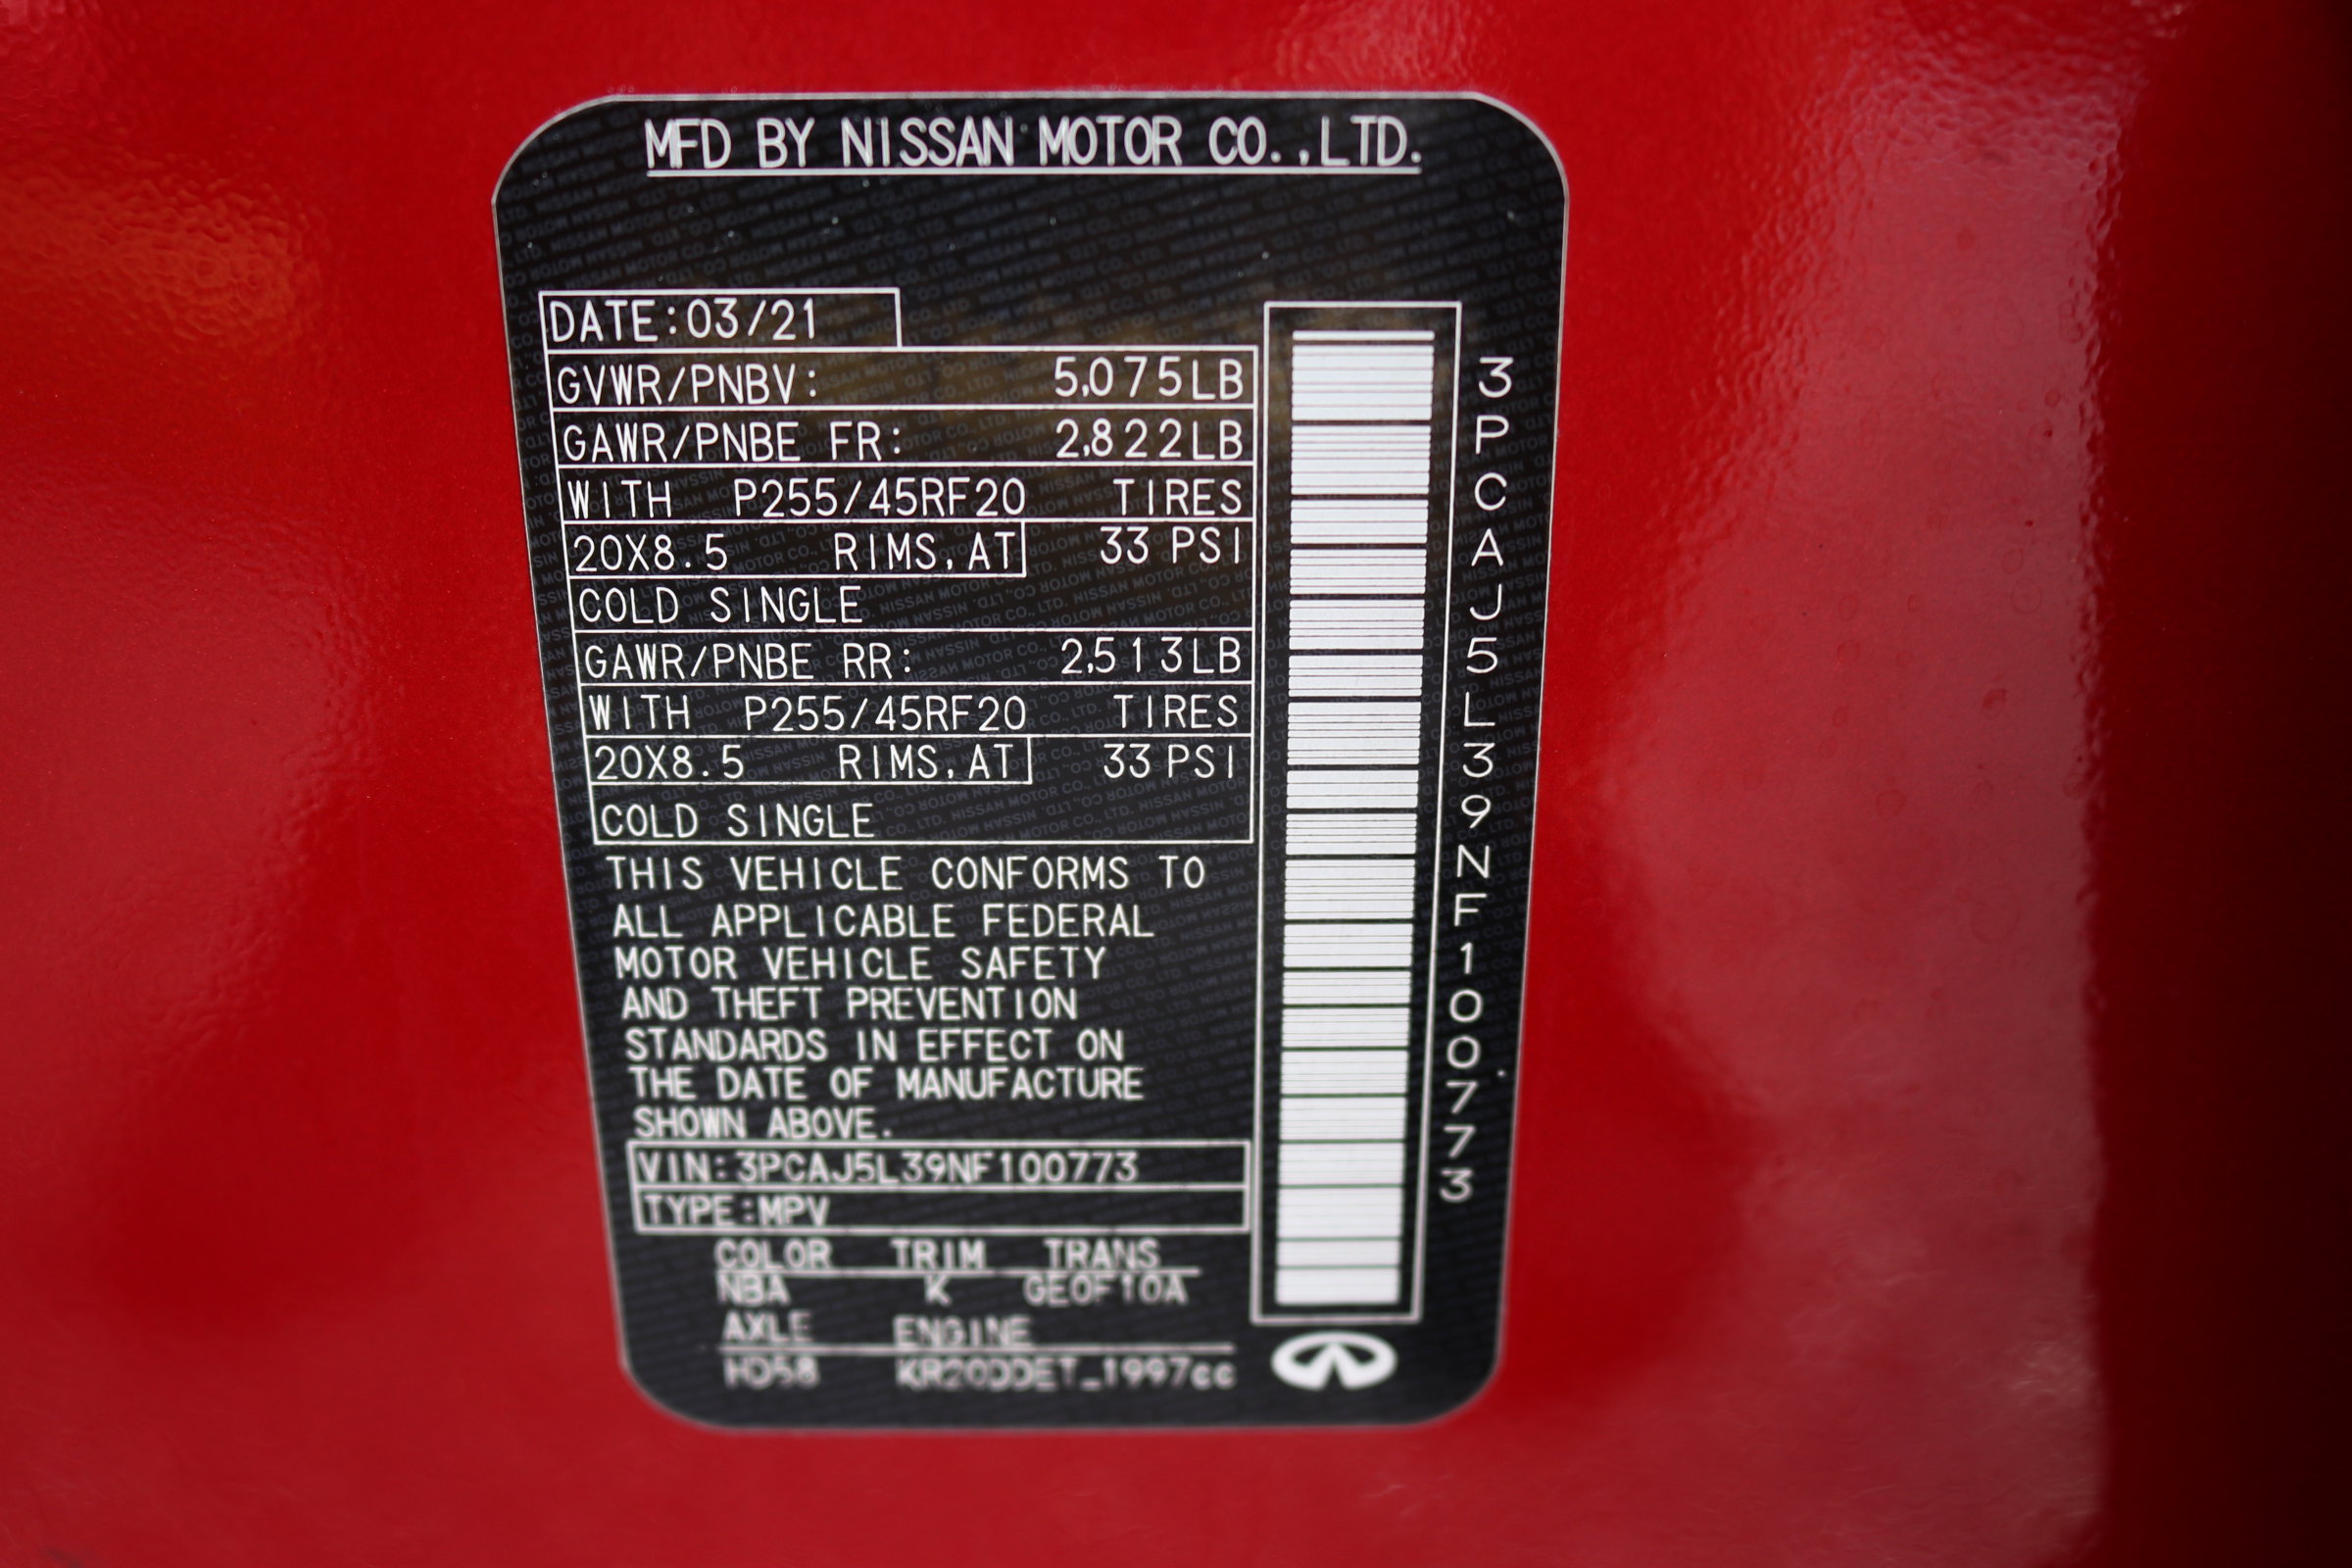 MFD BY NISSAN MOTOR CO.,LTD.
DATE:03/21
GVWR/PNBV: 5,075LB
GAWR/PNBE FR: 2,822LB
WITH P255/45RF20 TIRES
20X8.5 RIMS,AT 33 PSI
COLD SINGLE
GAWR/PNBE RR: 2,513LB
WITH P255/45RF20 TIRES
20X8.5 RIMS,AT 33 PSI
COLD SINGLE
THIS VEHICLE CONFORMS TO
ALL APPLICABLE FEDERAL
MOTOR VEHICLE SAFETY
AND THEFT PREVENTION
STANDARDS IN EFFECT ON
THE DATE OF MANUFACTURE
SHOWN ABOVE.
VIN:3PCAJ5L39NF100773
TYPE:MPV
COLOR TRIM TRANS
NBA K GE0F10A
AXLE ENGINE
HD58 KR20DDET_1997cc
3PCAJ5L39NF100773